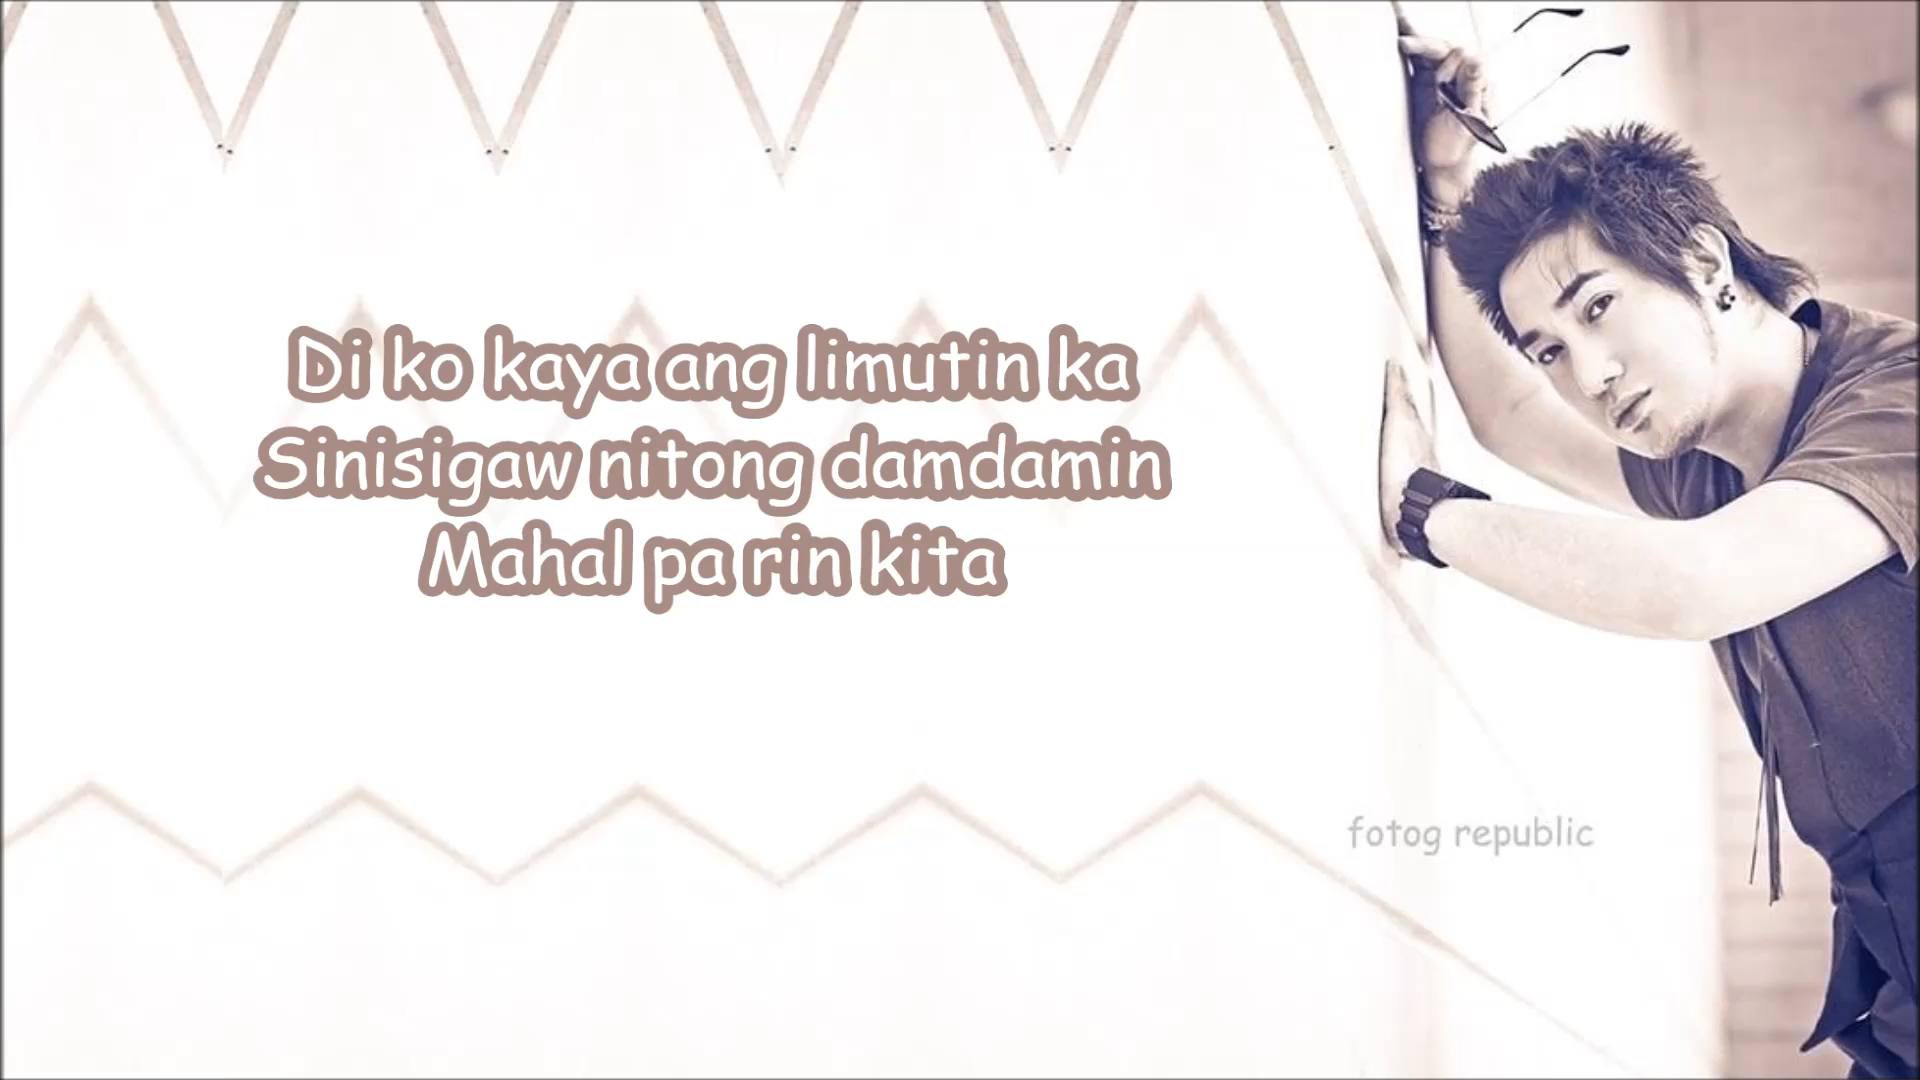 Di ko kaya ang limutin ka
Sinisigaw nitong damdamin
Mahal pa rin kita
fotog republic